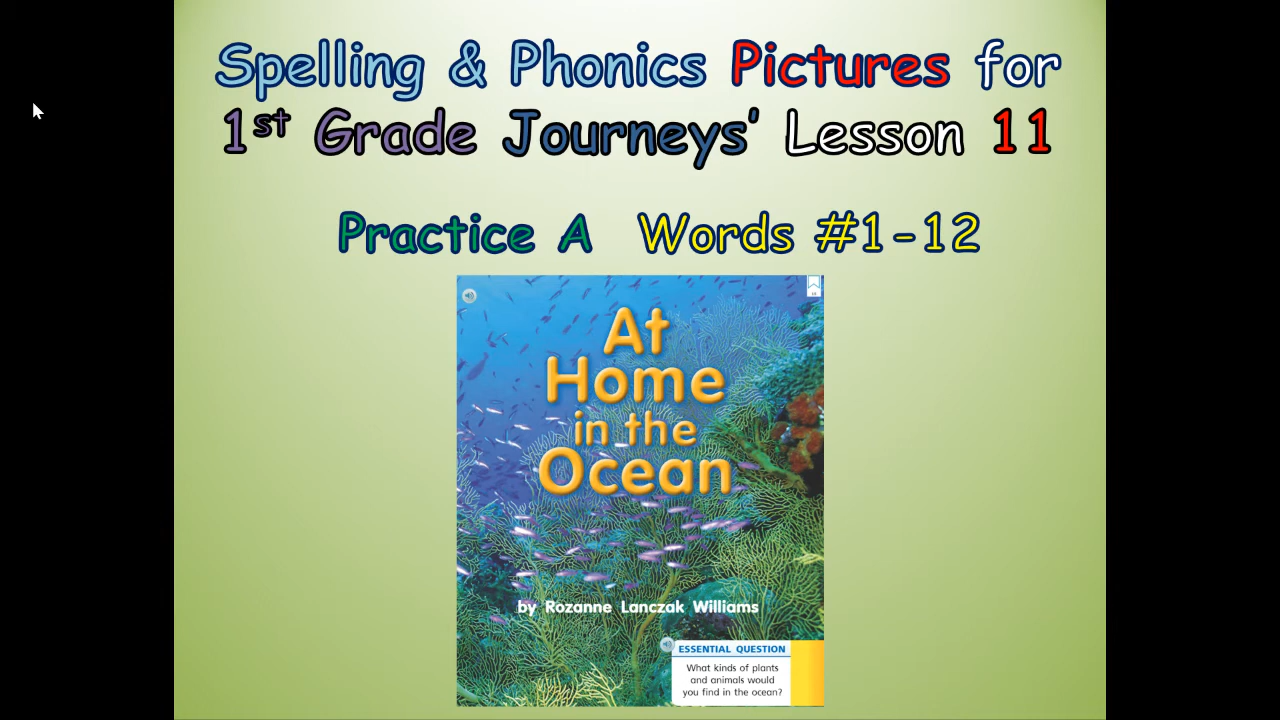 Spelling & Phonics Pictures for
1st Grade Journeys' Lesson 11
Practice A Words #1-12
At
Home
in the
Ocean
by Rozanne Lanczak Williams
ESSENTIAL QUESTION
What kinds of plants
and animals would
you find in the ocean?